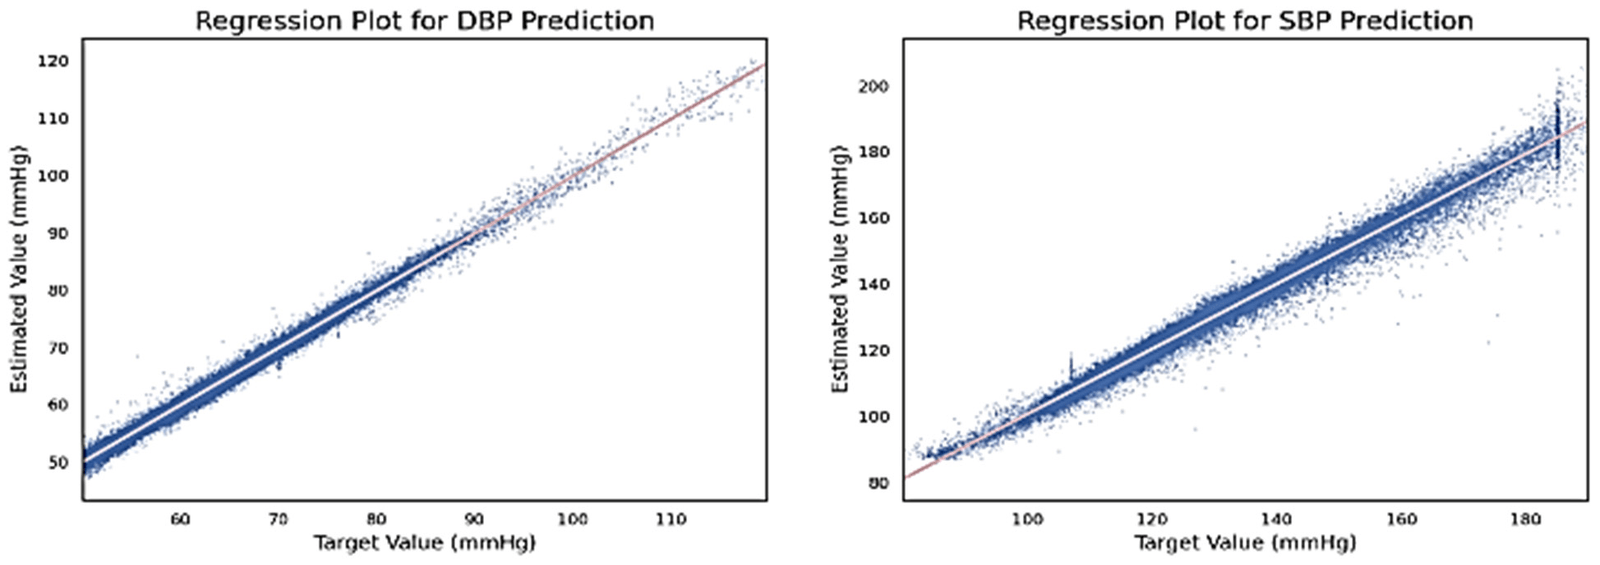 Regression Plot for DBP Prediction
Estimated Value (mmHg)
120
110
100
90
80
70
60
50
60 70 80 90 100 110
Target Value (mmHg)
Regression Plot for SBP Prediction
Estimated Value (mmHg)
200
180
160
140
120
100
80
100 120 140 160 180
Target Value (mmHg)